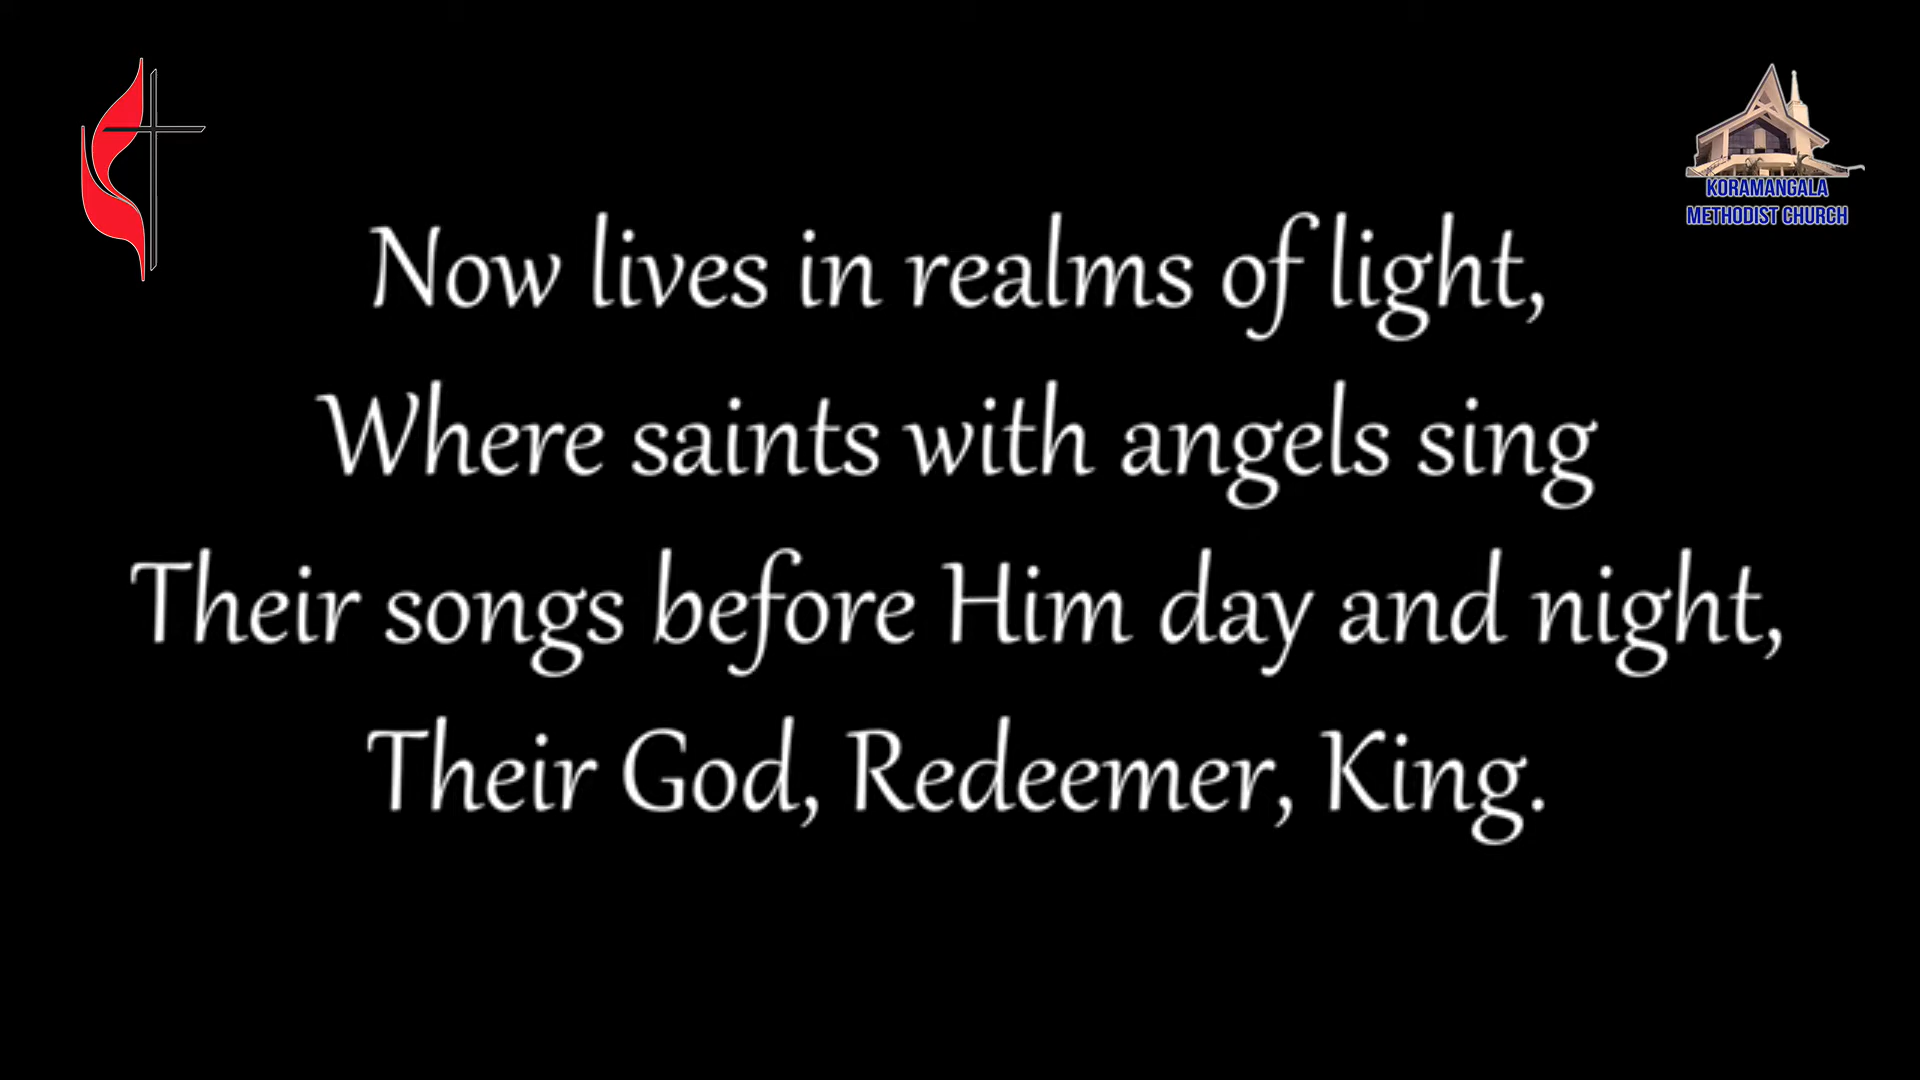 KORAMANGALA
METHODIST CHURCH
Now lives in realms of light,
Where saints with angels sing
Their songs before Him day and night,
Their God, Redeemer, King.